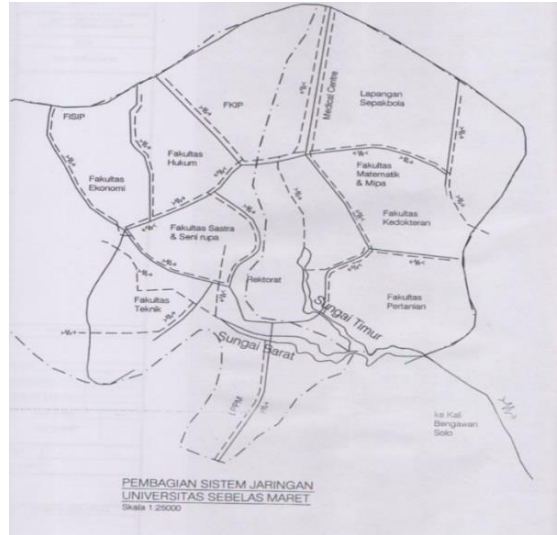 FISIP
FKIP
Medical Centre
Lapangan
Sepakbola
Fakultas
Hukum
Fakultas
Ekonomi
Fakultas
Matematik
& Mipa
Fakultas
Kedokteran
Fakultas Sastra
& Seni rupa
Rektorat
Fakultas
Teknik
Fakultas
Pertanian
Sungai Timur
Sungai Barat
LPPM
ke Kali
Bengawan
Solo
PEMBAGIAN SISTEM JARINGAN
UNIVERSITAS SEBELAS MARET
Skala 1:25000